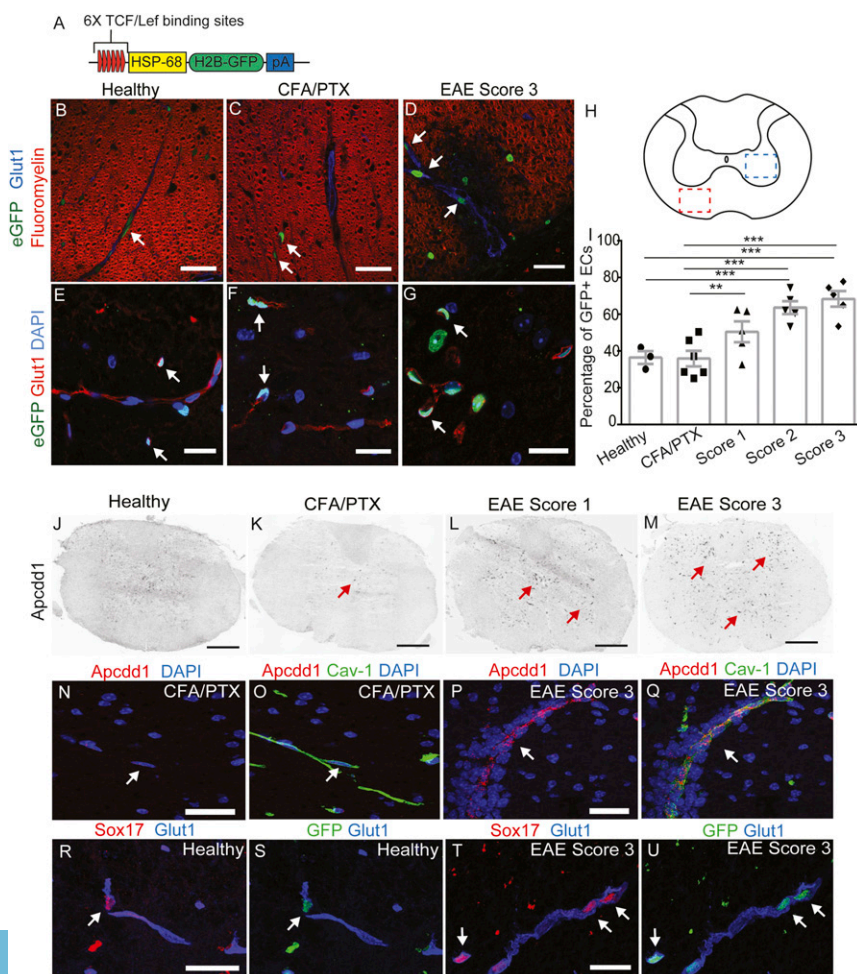 A 6X TCF/Lef binding sites
HSP-68 H2B-GFP pA
Healthy CFA/PTX EAE Score 3
eGFP Glut1
Fluoromyelin
B C D
H
eGFP Glut1 DAPI
E F G
I
Percentage of GFP+ ECs
100
80
60
40
20
0
***
***
***
***
**
Healthy
CFA/PTX
Score 1
Score 2
Score 3
Healthy CFA/PTX EAE Score 1 EAE Score 3
Apcdd1
J K L M
Apcdd1 DAPI Apcdd1 Cav-1 DAPI Apcdd1 DAPI Apcdd1 Cav-1 DAPI
N CFA/PTX O CFA/PTX P EAE Score 3 Q EAE Score 3
Sox17 Glut1 GFP Glut1 Sox17 Glut1 GFP Glut1
R Healthy S Healthy T EAE Score 3 U EAE Score 3